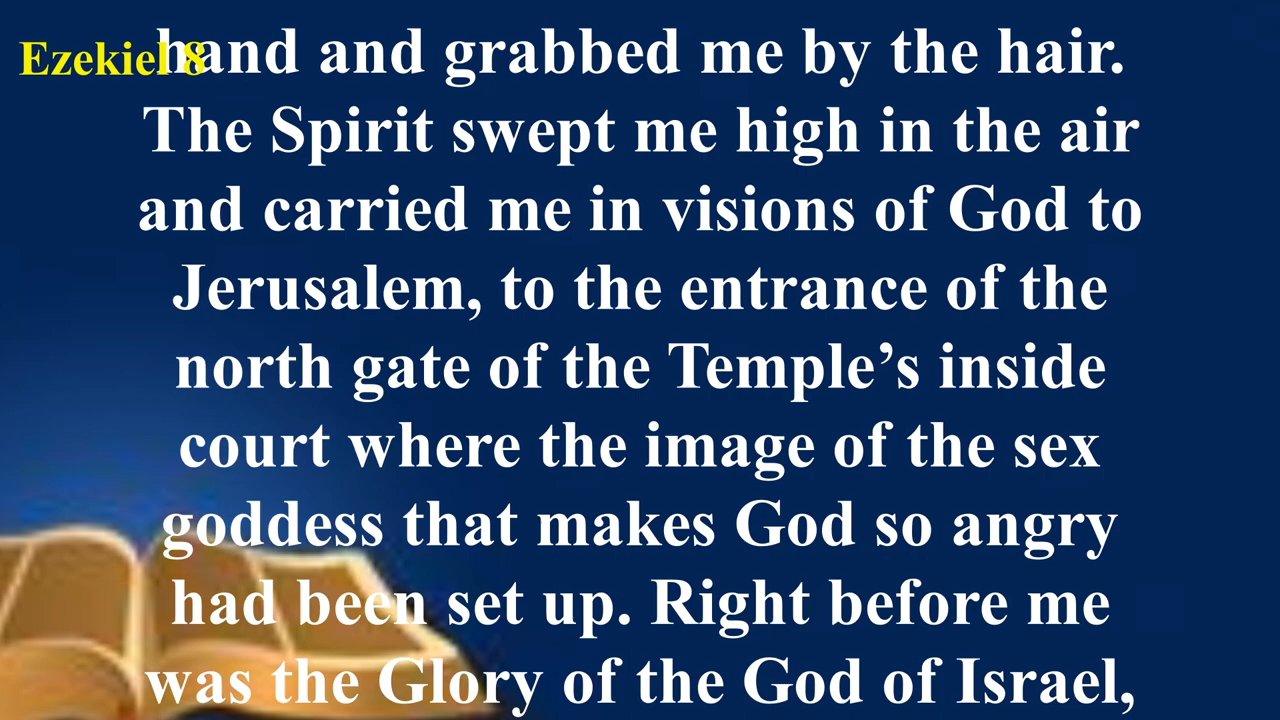 Ezekiel 8
hand and grabbed me by the hair.
The Spirit swept me high in the air
and carried me in visions of God to
Jerusalem, to the entrance of the
north gate of the Temple’s inside
court where the image of the sex
goddess that makes God so angry
had been set up. Right before me
was the Glory of the God of Israel,